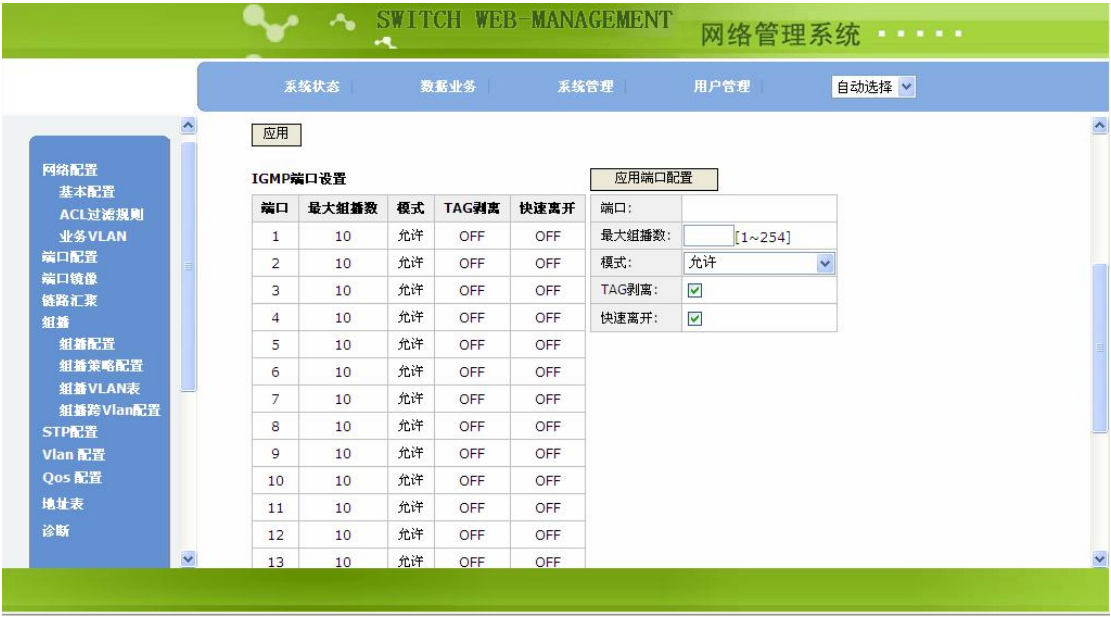 SWITCH WEB-MANAGEMENT 网络管理系统
系统状态 数据业务 系统管理 用户管理 自动选择
网络配置
基本配置
ACL过滤规则
业务VLAN
端口配置
端口镜像
链路汇聚
组播
组播配置
组播策略配置
组播VLAN表
组播跨Vlan配置
STP配置
Vlan 配置
Qos 配置
地址表
诊断
应用
IGMP端口设置
端口 最大组播数 模式 TAG剥离 快速离开
1 10 允许 OFF OFF
2 10 允许 OFF OFF
3 10 允许 OFF OFF
4 10 允许 OFF OFF
5 10 允许 OFF OFF
6 10 允许 OFF OFF
7 10 允许 OFF OFF
8 10 允许 OFF OFF
9 10 允许 OFF OFF
10 10 允许 OFF OFF
11 10 允许 OFF OFF
12 10 允许 OFF OFF
13 10 允许 OFF OFF
应用端口配置
端口:
最大组播数: [1~254]
模式: 允许
TAG剥离:
快速离开: